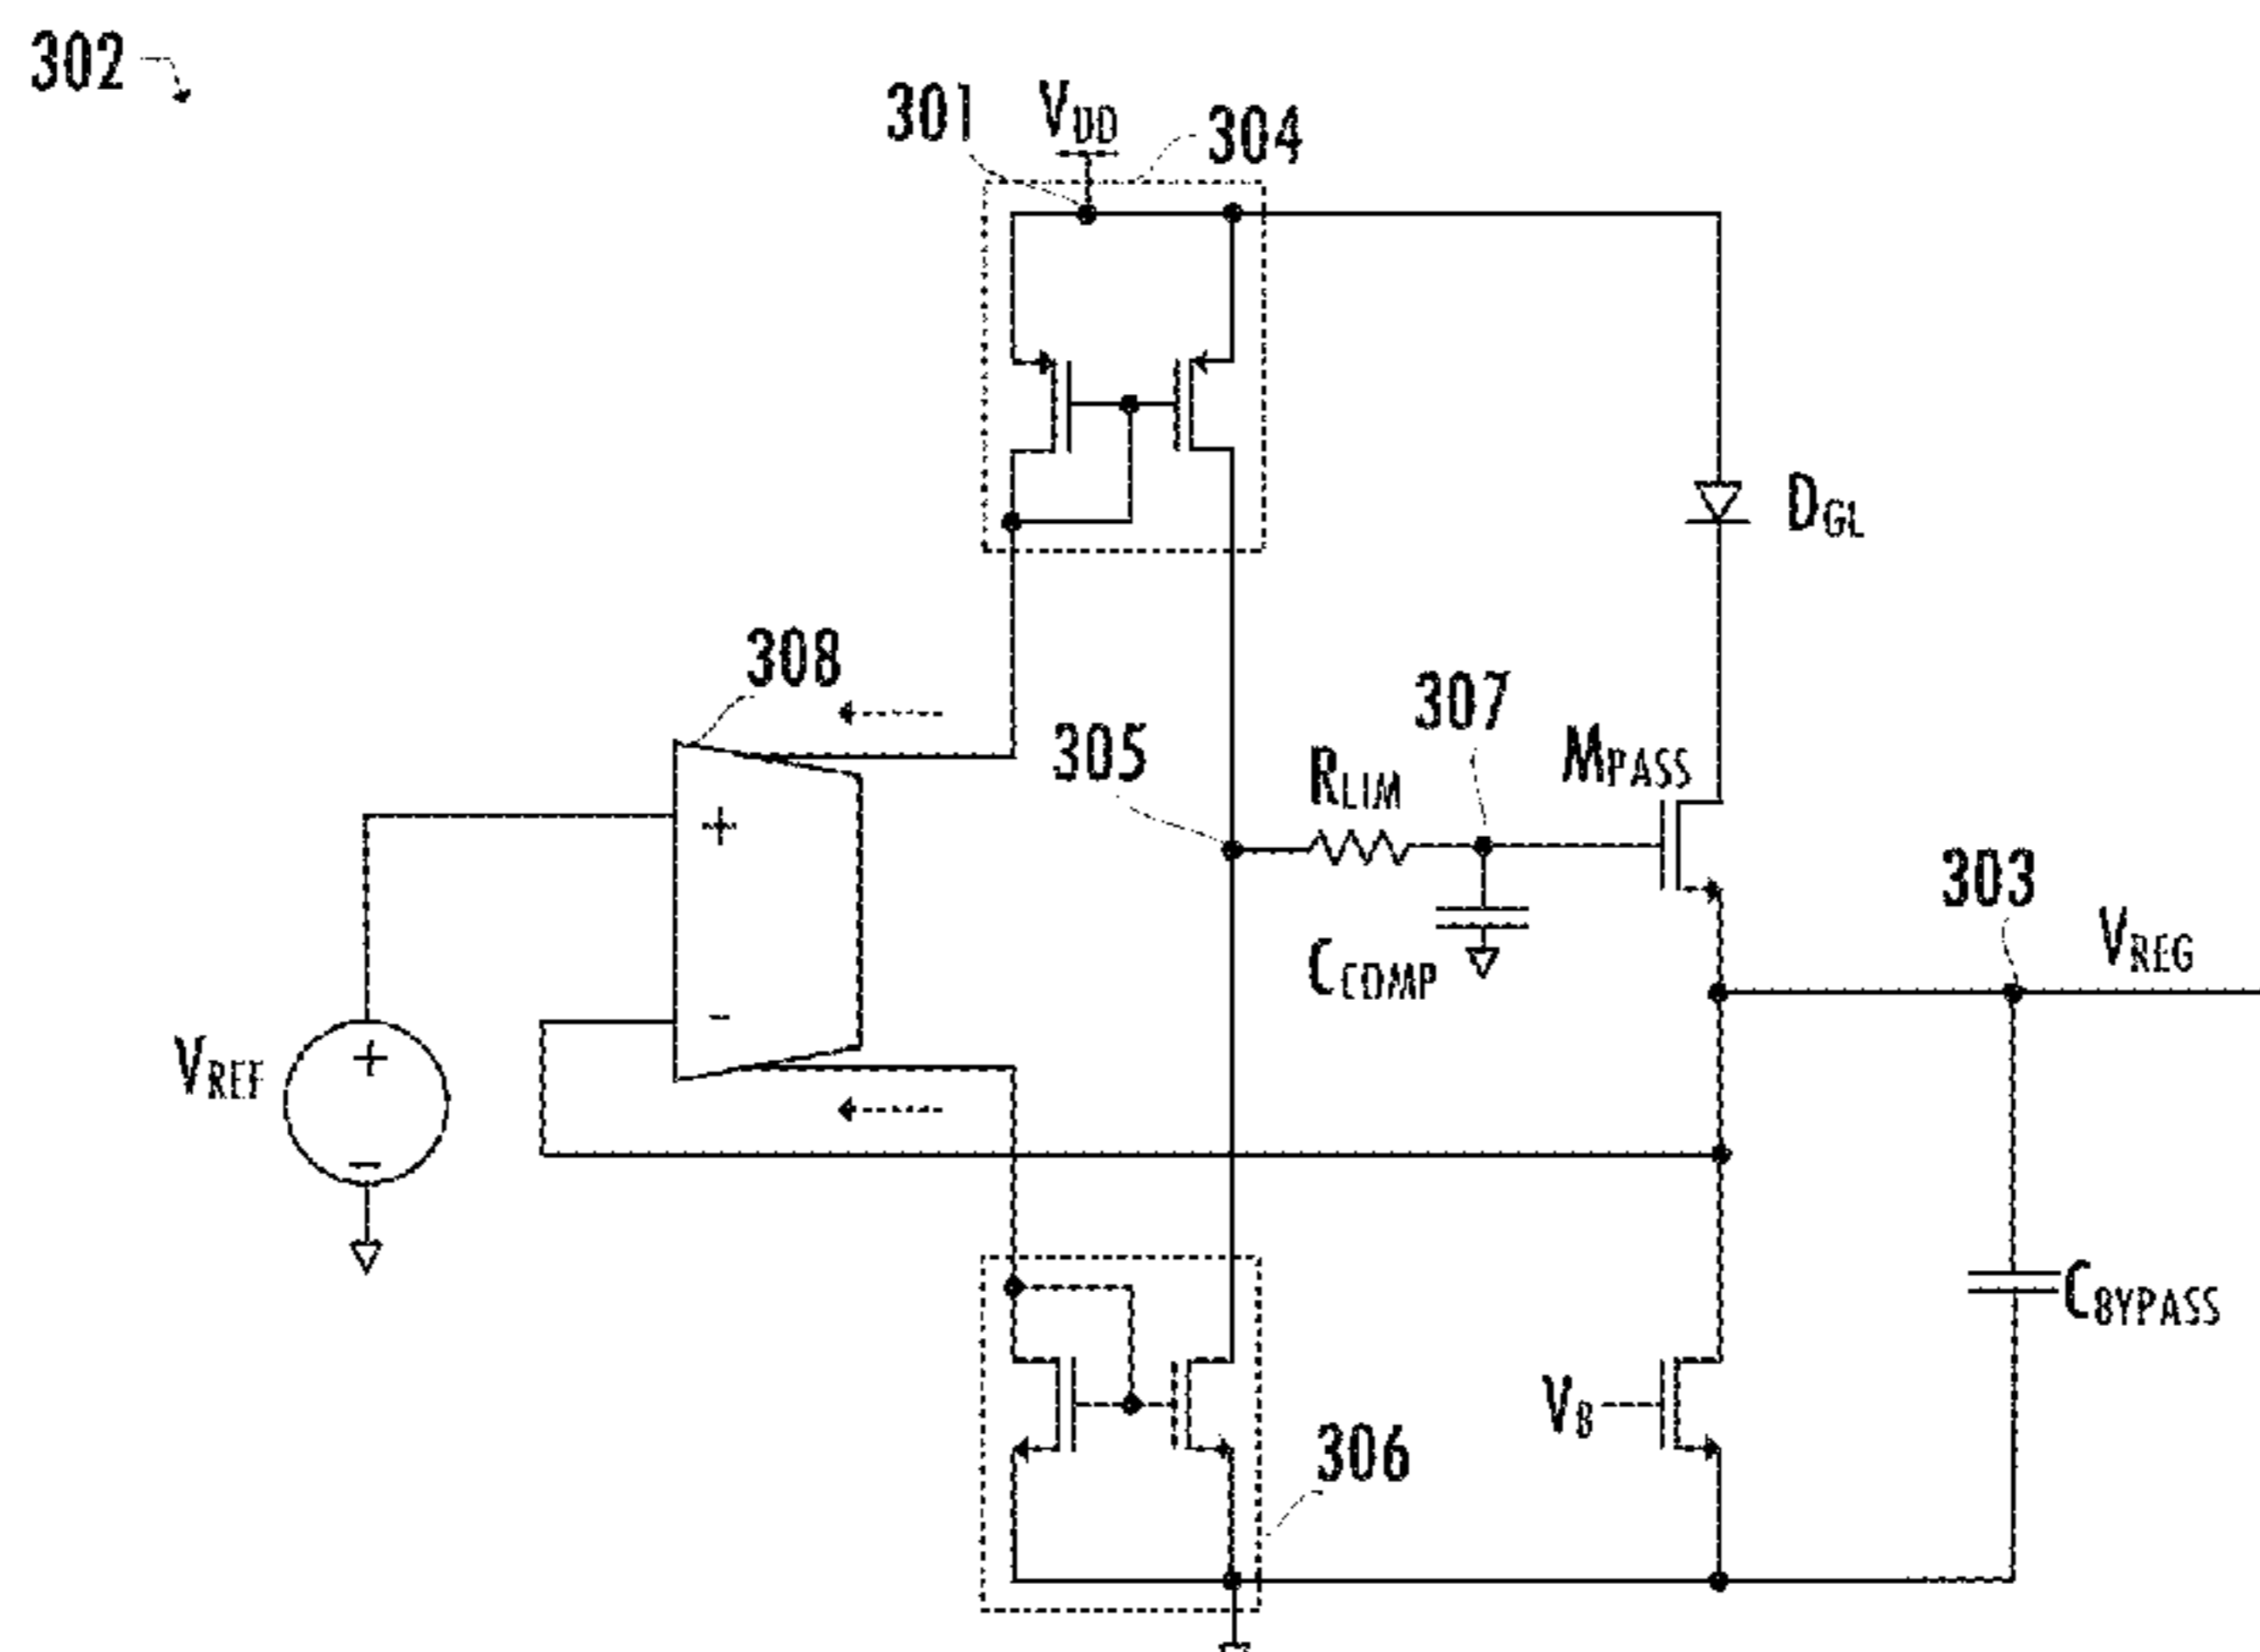 302
301
VDD
304
DGL
308
305
RLIM
307
MPASS
303
VREG
+
CCOMP
-
VREF
+
-
CBYPASS
VB
306